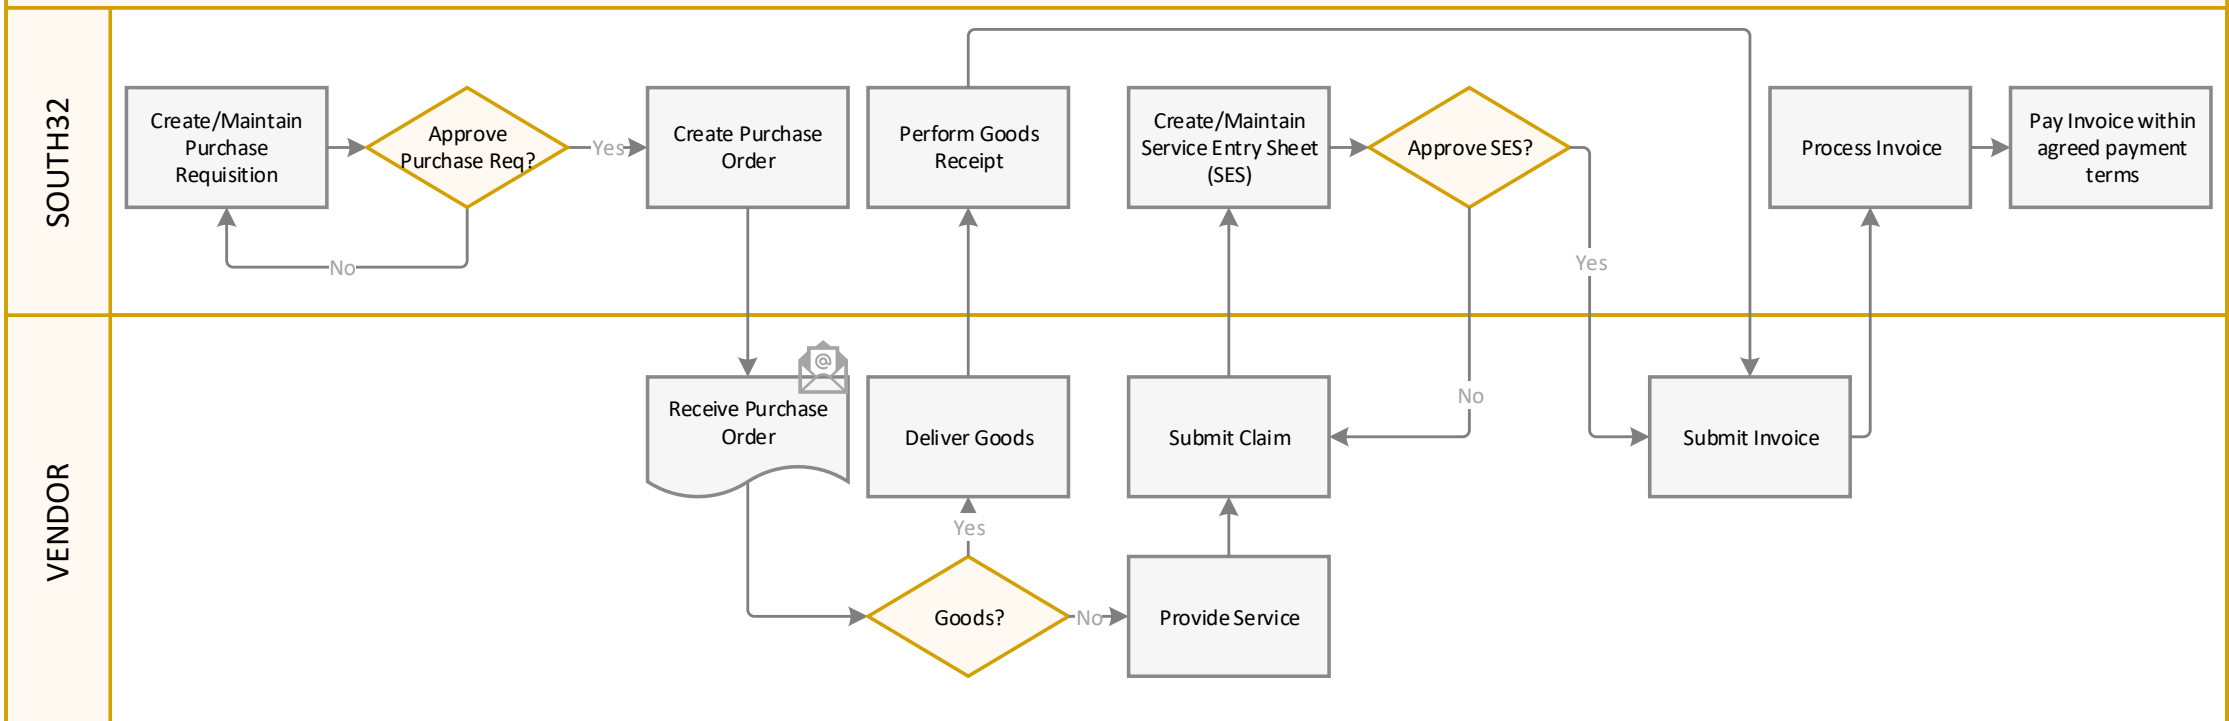 SOUTH32
Create/Maintain
Purchase
Requisition
Approve
Purchase Req?
Yes
No
Create Purchase
Order
Perform Goods
Receipt
Create/Maintain
Service Entry Sheet
(SES)
Approve SES?
Yes
No
Process Invoice
Pay Invoice within
agreed payment
terms
VENDOR
Receive Purchase
Order
@
Deliver Goods
Yes
Goods?
No
Submit Claim
Provide Service
Submit Invoice